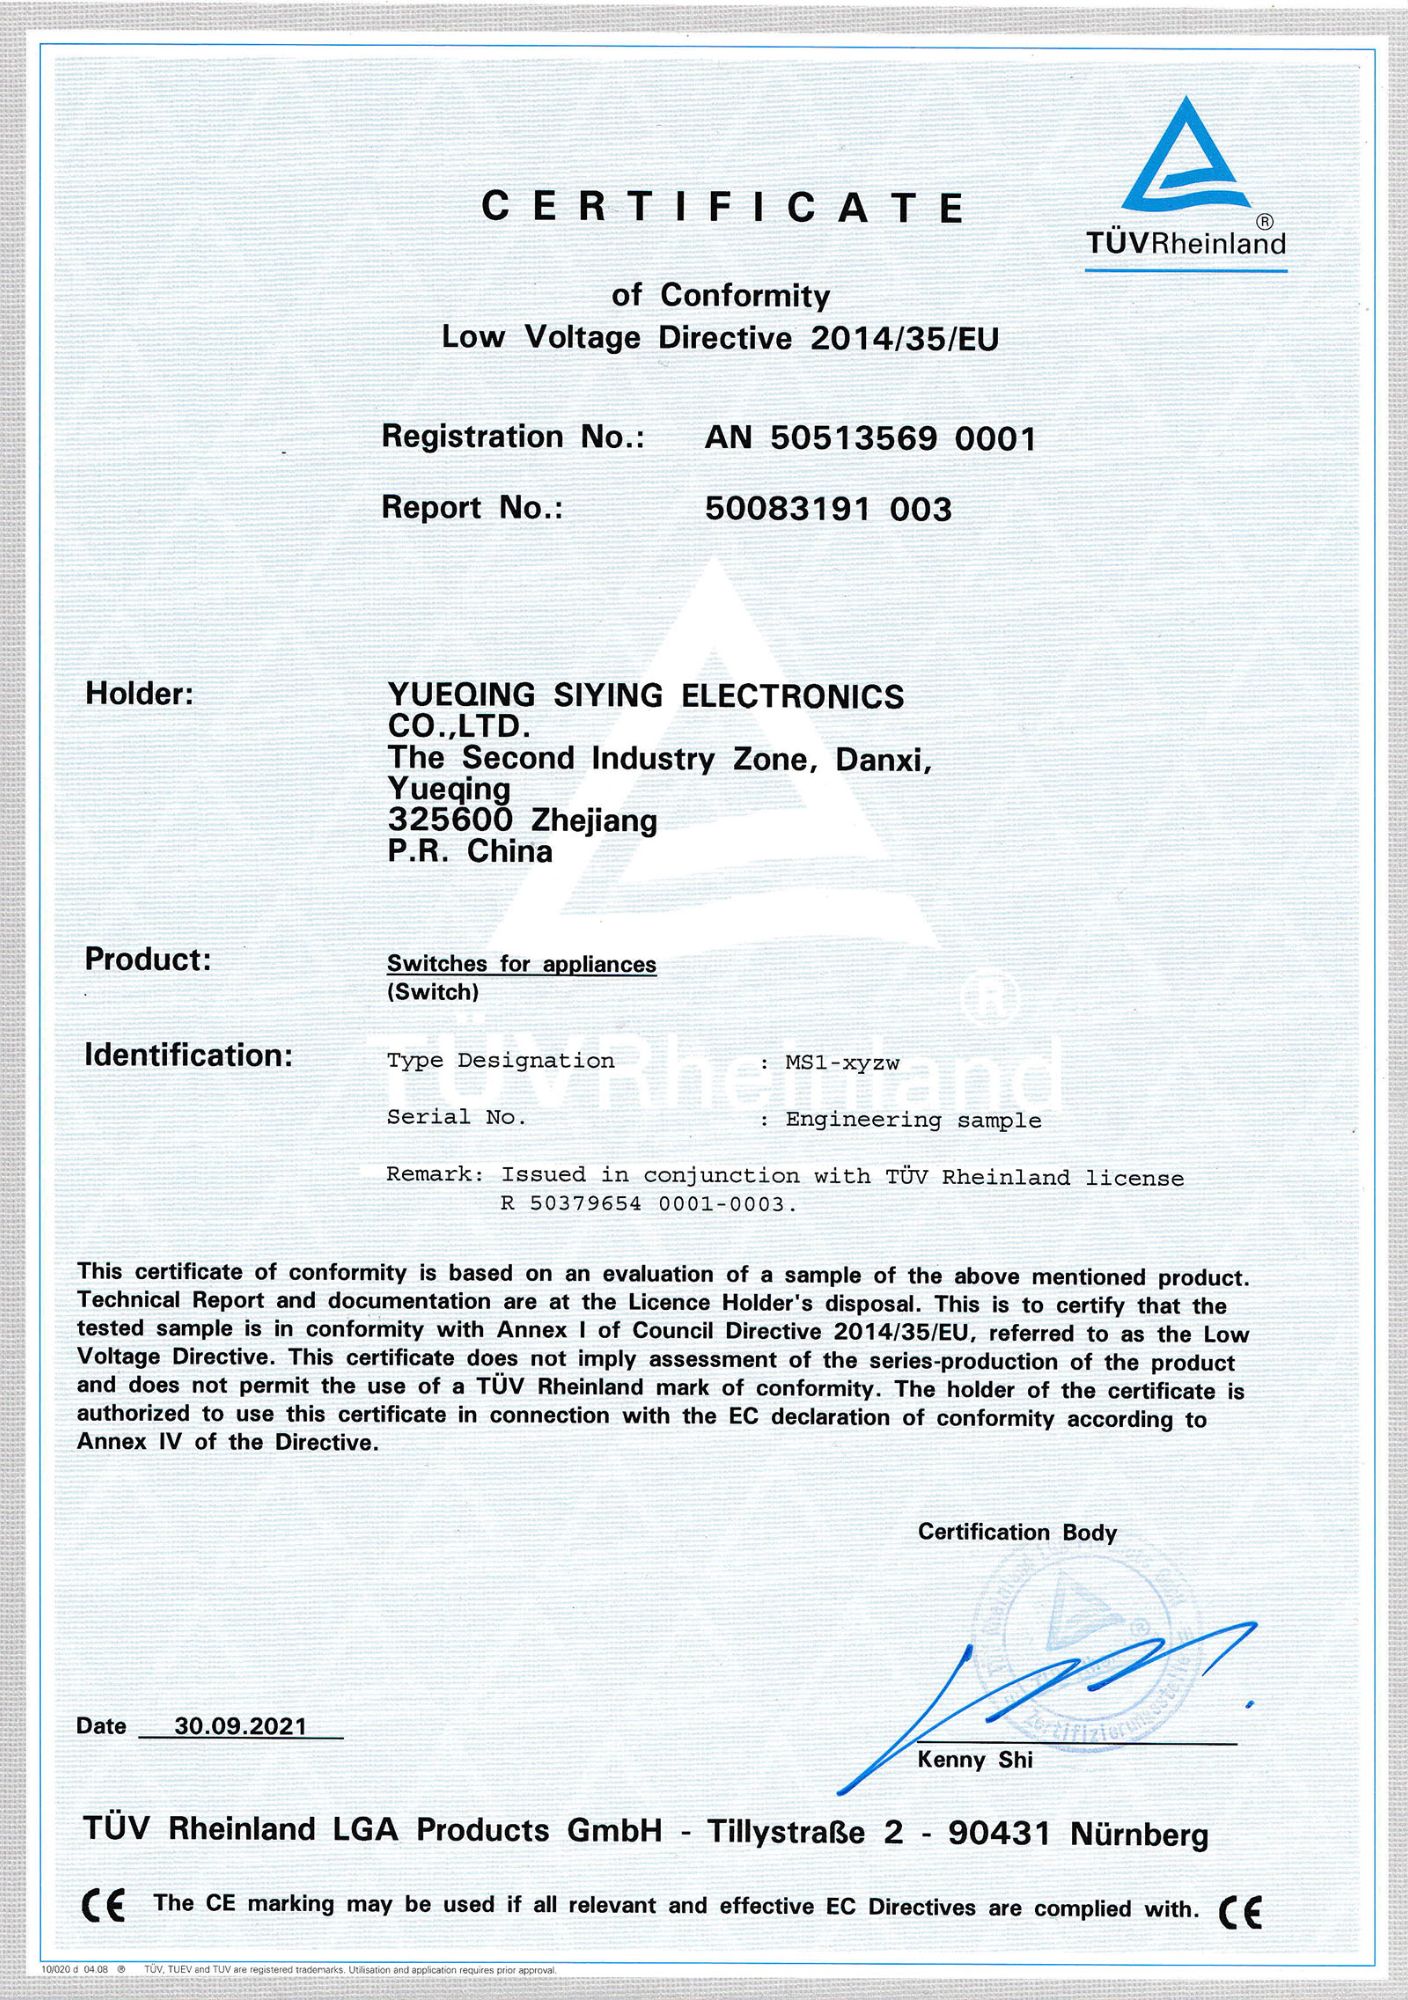 CERTIFICATE
®
TÜVRheinland
of Conformity
Low Voltage Directive 2014/35/EU
Registration No.: AN 50513569 0001
Report No.: 50083191 003
Holder: YUEQING SIYING ELECTRONICS
CO.,LTD.
The Second Industry Zone, Danxi,
Yueqing
325600 Zhejiang
P.R. China
Product: Switches for appliances
(Switch)
®
TÜVRheinland
Identification: Type Designation : MS1-xyzw
Serial No. : Engineering sample
Remark: Issued in conjunction with TÜV Rheinland license
R 50379654 0001-0003.
This certificate of conformity is based on an evaluation of a sample of the above mentioned product.
Technical Report and documentation are at the Licence Holder's disposal. This is to certify that the
tested sample is in conformity with Annex I of Council Directive 2014/35/EU, referred to as the Low
Voltage Directive. This certificate does not imply assessment of the series-production of the product
and does not permit the use of a TÜV Rheinland mark of conformity. The holder of the certificate is
authorized to use this certificate in connection with the EC declaration of conformity according to
Annex IV of the Directive.
Certification Body
Zertifizierungsstelle
Date 30.09.2021
Kenny Shi
TÜV Rheinland LGA Products GmbH - Tillystraße 2 - 90431 Nürnberg
CE The CE marking may be used if all relevant and effective EC Directives are complied with. CE
10/020 d 04.08 ® TÜV, TUEV and TUV are registered trademarks. Utilisation and application requires prior approval.